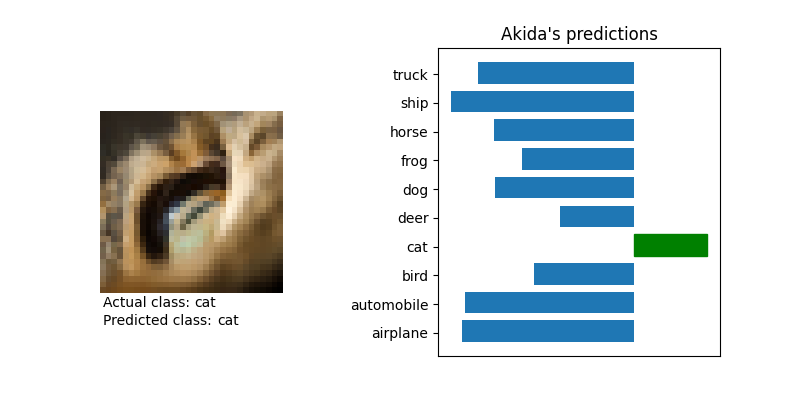 Akida's predictions
truck
ship
horse
frog
dog
deer
cat
bird
automobile
airplane
Actual class: cat
Predicted class: cat